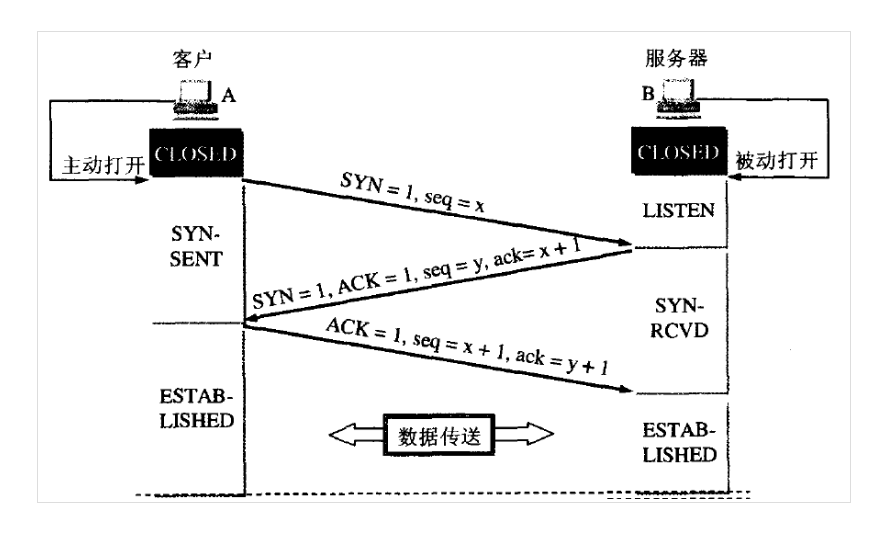 客户
服务器
A
B
CLOSED
CLOSED
主动打开
被动打开
SYN = 1, seq = x
LISTEN
SYN-
SENT
SYN = 1, ACK = 1, seq = y, ack= x + 1
SYN-
RCVD
ACK = 1, seq = x + 1, ack = y + 1
ESTAB-
LISHED
数据传送
ESTAB-
LISHED